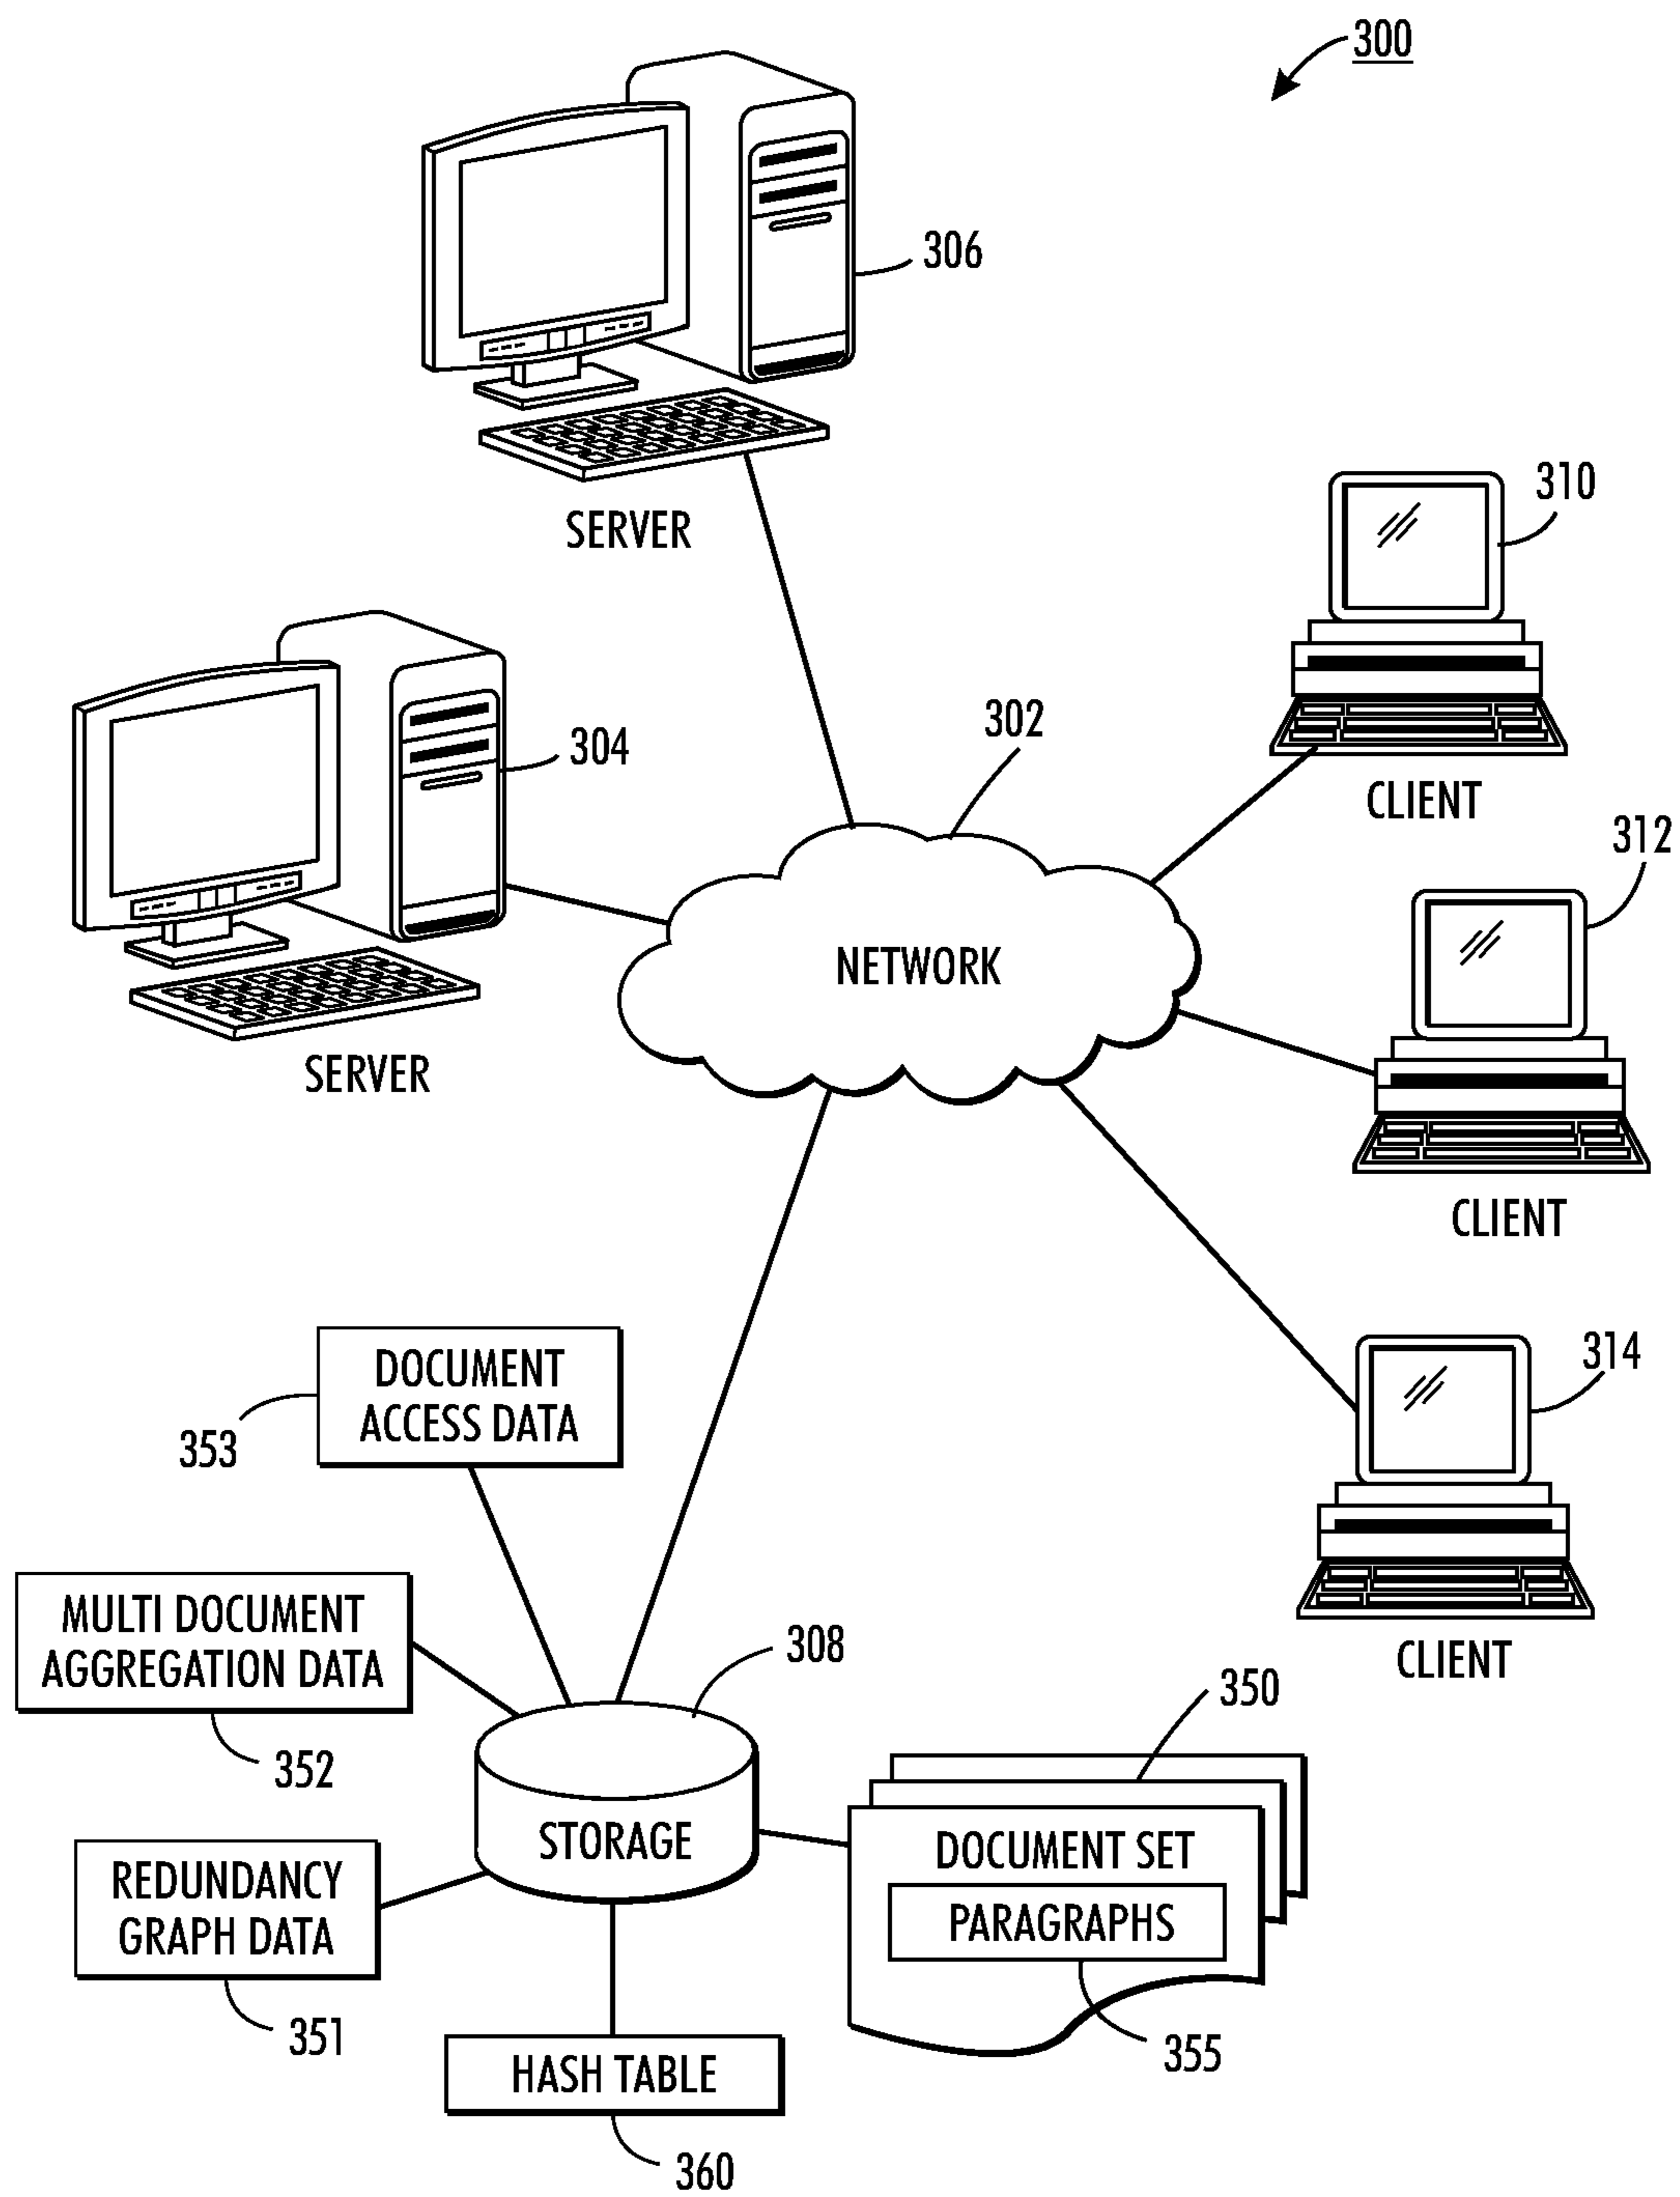 300
306
SERVER
310
CLIENT
304
SERVER
302
NETWORK
312
CLIENT
314
CLIENT
DOCUMENT
ACCESS DATA
353
MULTI DOCUMENT
AGGREGATION DATA
352
308
STORAGE
350
DOCUMENT SET
PARAGRAPHS
355
REDUNDANCY
GRAPH DATA
351
HASH TABLE
360